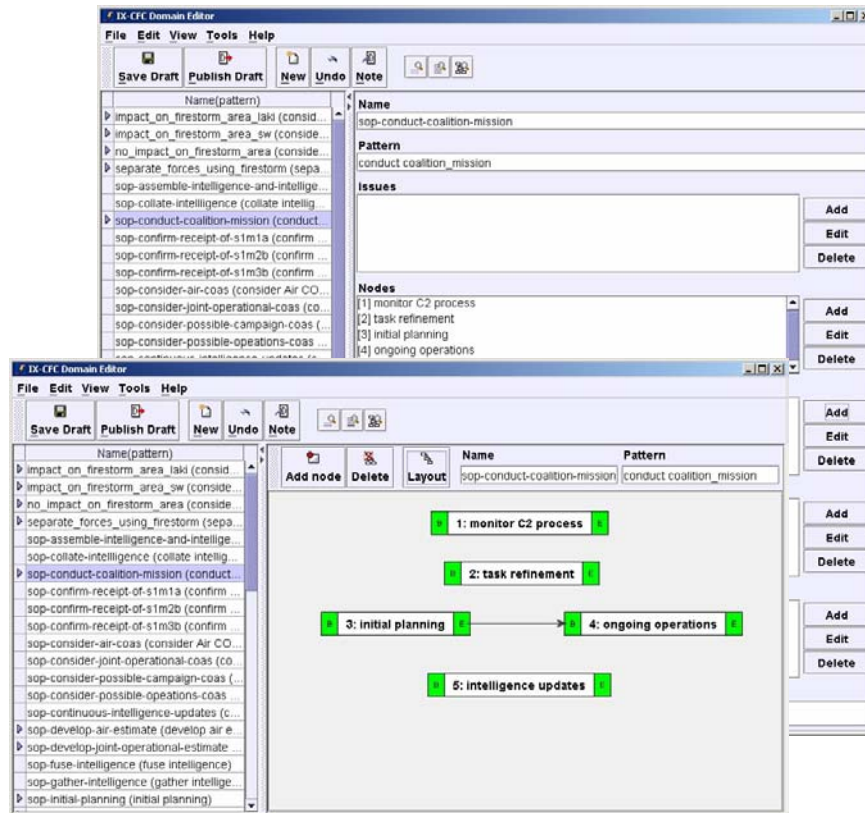 IX-CFC Domain Editor
File Edit View Tools Help
Save Draft Publish Draft New Undo Note
Name(pattern)
impact_on_firestorm_area_laki (consid...
impact_on_firestorm_area_sw (conside...
no_impact_on_firestorm_area (conside...
separate_forces_using_firestorm (sepa...
sop-assemble-intelligence-and-intellige...
sop-collate-intelligence (collate intellig...
sop-conduct-coalition-mission (conduct...
sop-confirm-receipt-of-s1m1a (confirm ...
sop-confirm-receipt-of-s1m2b (confirm ...
sop-confirm-receipt-of-s1m3b (confirm ...
sop-consider-air-coas (consider Air CO...
sop-consider-joint-operational-coas (co...
sop-consider-possible-campaign-coas (...
sop-consider-possible-opeations-coas ...
Name
sop-conduct-coalition-mission
Pattern
conduct coalition_mission
Issues
Add
Edit
Delete
Nodes
[1] monitor C2 process
[2] task refinement
[3] initial planning
[4] ongoing operations
Add
Edit
Delete
Add
Edit
Delete
Add
Edit
Delete
Add
Edit
Delete
IX-CFC Domain Editor
File Edit View Tools Help
Save Draft Publish Draft New Undo Note
Name(pattern)
impact_on_firestorm_area_laki (consid...
impact_on_firestorm_area_sw (conside...
no_impact_on_firestorm_area (conside...
separate_forces_using_firestorm (sepa...
sop-assemble-intelligence-and-intellige...
sop-collate-intelligence (collate intellig...
sop-conduct-coalition-mission (conduct...
sop-confirm-receipt-of-s1m1a (confirm ...
sop-confirm-receipt-of-s1m2b (confirm ...
sop-confirm-receipt-of-s1m3b (confirm ...
sop-consider-air-coas (consider Air CO...
sop-consider-joint-operational-coas (co...
sop-consider-possible-campaign-coas (...
sop-consider-possible-opeations-coas ...
sop-continuous-intelligence-updates (c...
sop-develop-air-estimate (develop air e...
sop-develop-joint-operational-estimate ...
sop-fuse-intelligence (fuse intelligence)
sop-gather-intelligence (gather intellige...
sop-initial-planning (initial planning)
Add node Delete Layout
Name Pattern
sop-conduct-coalition-mission conduct coalition_mission
B 1: monitor C2 process E
B 2: task refinement E
B 3: initial planning E B 4: ongoing operations E
B 5: intelligence updates E